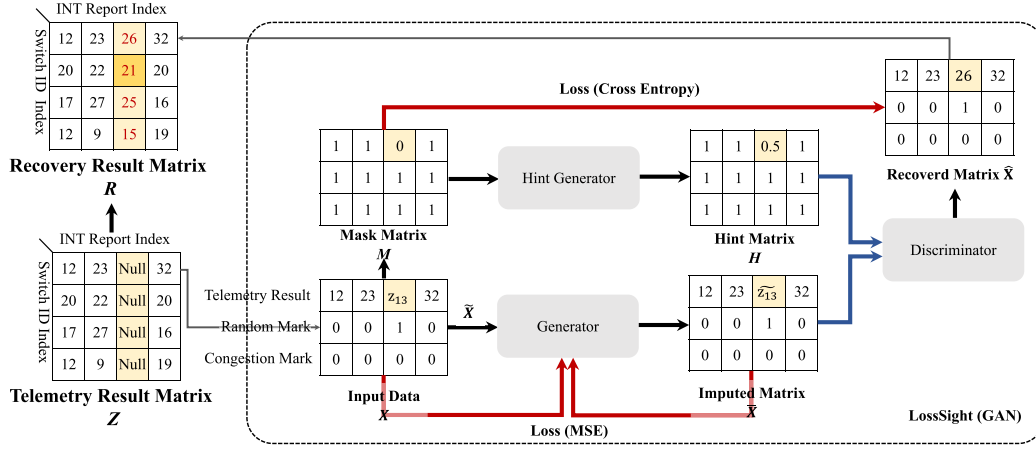 INT Report Index
Switch ID Index
12 23 26 32
20 22 21 20
17 27 25 16
12 9 15 19
Recovery Result Matrix
R
INT Report Index
Switch ID Index
12 23 Null 32
20 22 Null 20
17 27 Null 16
12 9 Null 19
Telemetry Result Matrix
Z
Loss (Cross Entropy)
1 1 0 1
1 1 1 1
1 1 1 1
Mask Matrix
M
Hint Generator
1 1 0.5 1
1 1 1 1
1 1 1 1
Hint Matrix
H
12 23 26 32
0 0 1 0
0 0 0 0
Recoverd Matrix X̂̄
Discriminator
Telemetry Result
Random Mark
Congestion Mark
12 23 z₁₃ 32
0 0 1 0
0 0 0 0
Input Data
X
X̃
Generator
12 23 z̃₁₃ 32
0 0 1 0
0 0 0 0
Imputed Matrix
X̄
Loss (MSE)
LossSight (GAN)